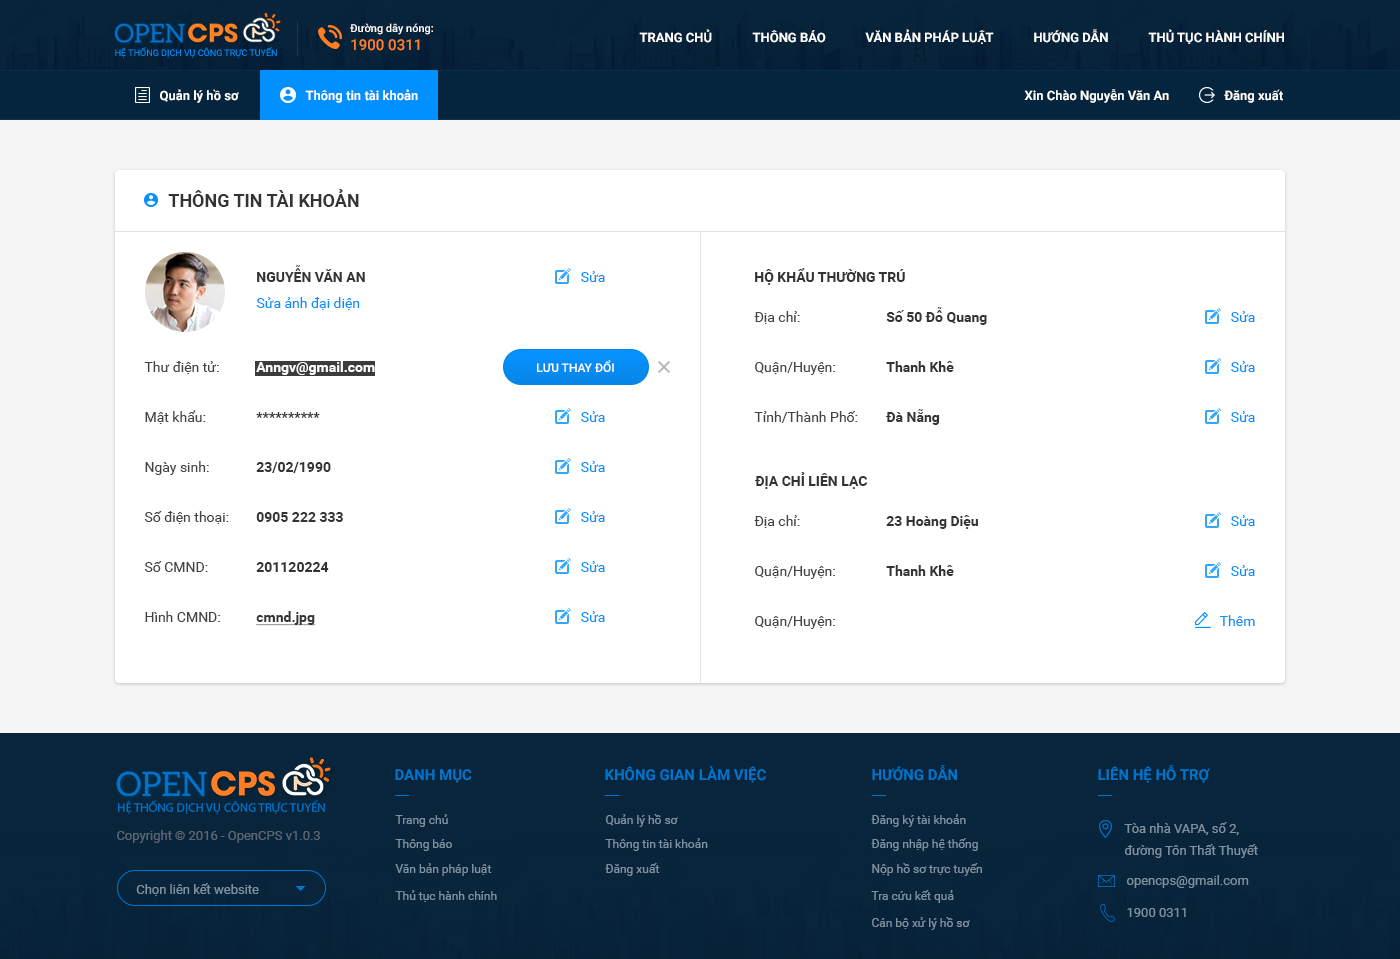 OPEN CPS
HỆ THỐNG DỊCH VỤ CÔNG TRỰC TUYẾN
Đường dây nóng:
1900 0311
TRANG CHỦ THÔNG BÁO VĂN BẢN PHÁP LUẬT HƯỚNG DẪN THỦ TỤC HÀNH CHÍNH
Quản lý hồ sơ Thông tin tài khoản Xin Chào Nguyễn Văn An Đăng xuất
THÔNG TIN TÀI KHOẢN
NGUYỄN VĂN AN Sửa
Sửa ảnh đại diện
Thư điện tử: Anngv@gmail.com LƯU THAY ĐỔI
Mật khẩu: ********** Sửa
Ngày sinh: 23/02/1990 Sửa
Số điện thoại: 0905 222 333 Sửa
Số CMND: 201120224 Sửa
Hình CMND: cmnd.jpg Sửa
HỘ KHẨU THƯỜNG TRÚ
Địa chỉ: Số 50 Đỗ Quang Sửa
Quận/Huyện: Thanh Khê Sửa
Tỉnh/Thành Phố: Đà Nẵng Sửa
ĐỊA CHỈ LIÊN LẠC
Địa chỉ: 23 Hoàng Diệu Sửa
Quận/Huyện: Thanh Khê Sửa
Quận/Huyện: Thêm
OPEN CPS
HỆ THỐNG DỊCH VỤ CÔNG TRỰC TUYẾN
Copyright © 2016 - OpenCPS v1.0.3
Chọn liên kết website
DANH MỤC
Trang chủ
Thông báo
Văn bản pháp luật
Thủ tục hành chính
KHÔNG GIAN LÀM VIỆC
Quản lý hồ sơ
Thông tin tài khoản
Đăng xuất
HƯỚNG DẪN
Đăng ký tài khoản
Đăng nhập hệ thống
Nộp hồ sơ trực tuyến
Tra cứu kết quả
Cán bộ xử lý hồ sơ
LIÊN HỆ HỖ TRỢ
Tòa nhà VAPA, số 2,
đường Tôn Thất Thuyết
opencps@gmail.com
1900 0311